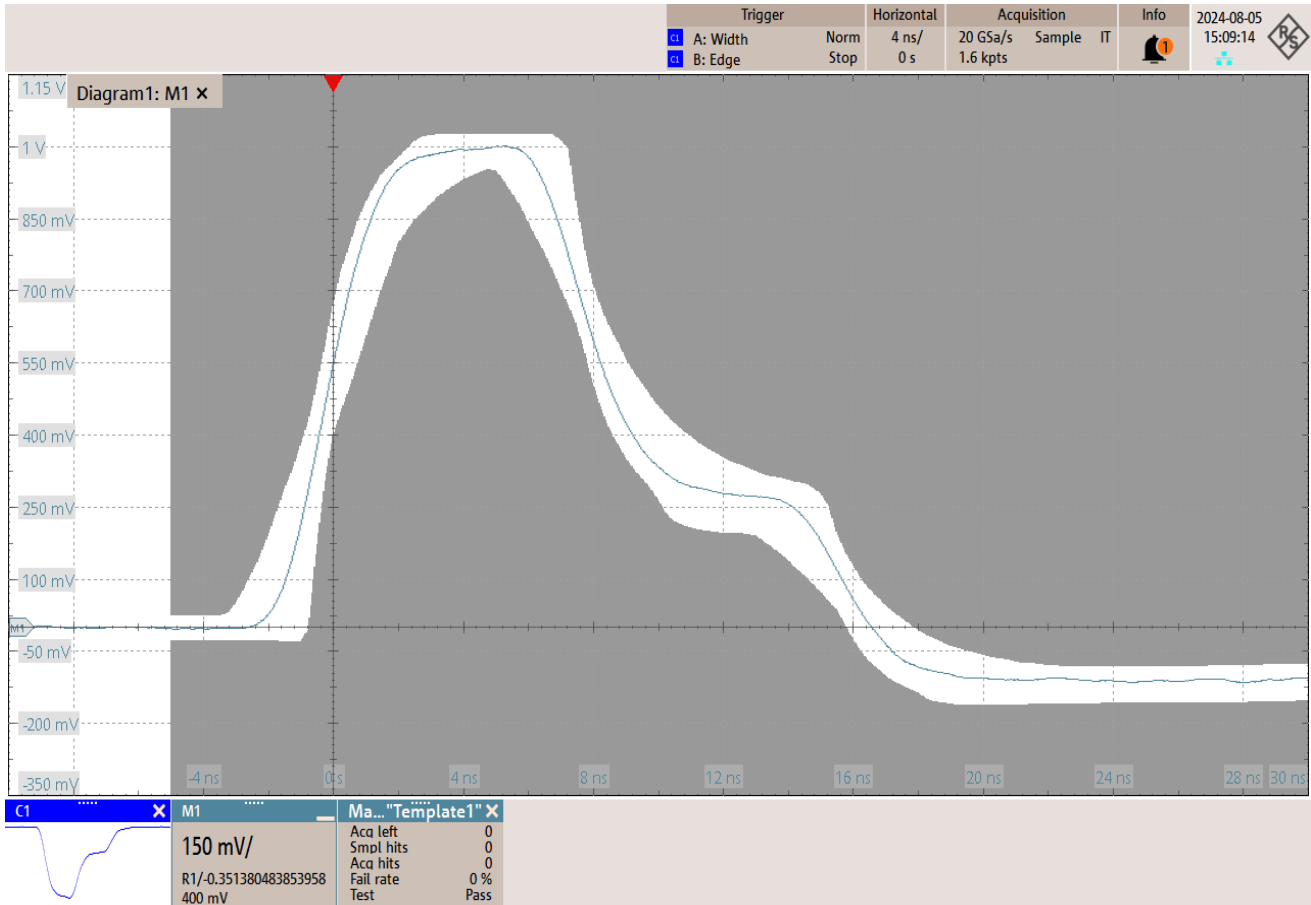 Trigger
C1 A: Width Norm
C1 B: Edge Stop
Horizontal
4 ns/
0 s
Acquisition
20 GSa/s Sample IT
1.6 kpts
Info
1
2024-08-05
15:09:14
R&S
Diagram1: M1 ×
1.15 V
1 V
850 mV
700 mV
550 mV
400 mV
250 mV
100 mV
M1
-50 mV
-200 mV
-350 mV
-4 ns 0 s 4 ns 8 ns 12 ns 16 ns 20 ns 24 ns 28 ns 30 ns
C1
M1
150 mV/
R1/-0.351380483853958
400 mV
Ma..."Template1"
Acq left 0
Smpl hits 0
Acq hits 0
Fail rate 0 %
Test Pass